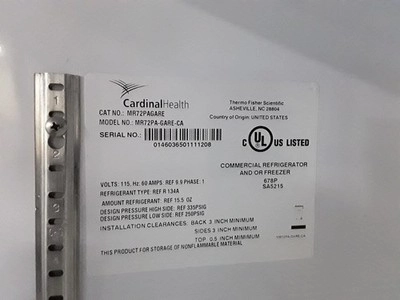 CardinalHealth
Thermo Fisher Scientific
ASHEVILLE, NC 28804
Country of Origin: UNITED STATES
CAT NO.: MR72PAGARE
MODEL NO.: MR72PA-GARE-CA
SERIAL NO.:
0146036501111208
C UL US LISTED
COMMERCIAL REFRIGERATOR
AND OR FREEZER
678P
SA5215
VOLTS: 115, Hz: 60 AMPS: REF 9.9 PHASE: 1
REFRIGERANT TYPE: REF R 134A
AMOUNT REFRIGERANT: REF 15.5 OZ
DESIGN PRESSURE HIGH SIDE: REF 335PSIG
DESIGN PRESSURE LOW SIDE: REF 250PSIG
INSTALLATION CLEARANCES: BACK 3 INCH MINIMUM
SIDES 3 INCH MINIMUM
TOP 0.5 INCH MINIMUM
THIS PRODUCT FOR STORAGE OF NONFLAMMABLE MATERIAL